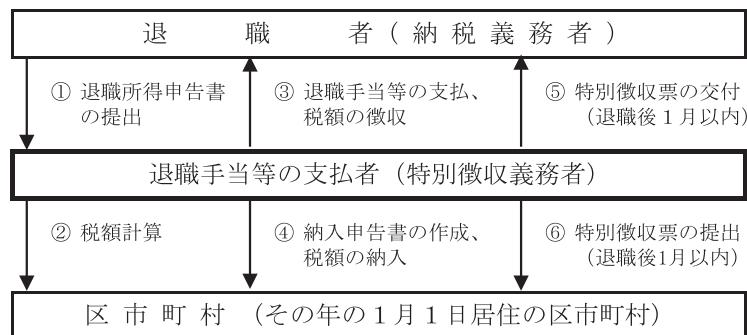 退職者(納税義務者)
① 退職所得申告書
の提出
③ 退職手当等の支払、
税額の徴収
⑤ 特別徴収票の交付
(退職後1月以内)
退職手当等の支払者(特別徴収義務者)
② 税額計算
④ 納入申告書の作成、
税額の納入
⑥ 特別徴収票の提出
(退職後1月以内)
区市町村(その年の1月1日居住の区市町村)